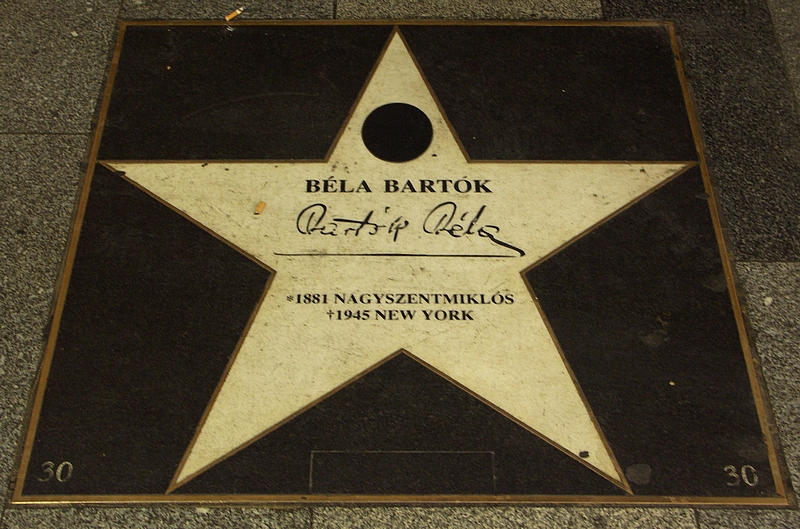 BÉLA BARTÓK
Bartók Béla
*1881 NAGYSZENTMIKLÓS
†1945 NEW YORK
30 30